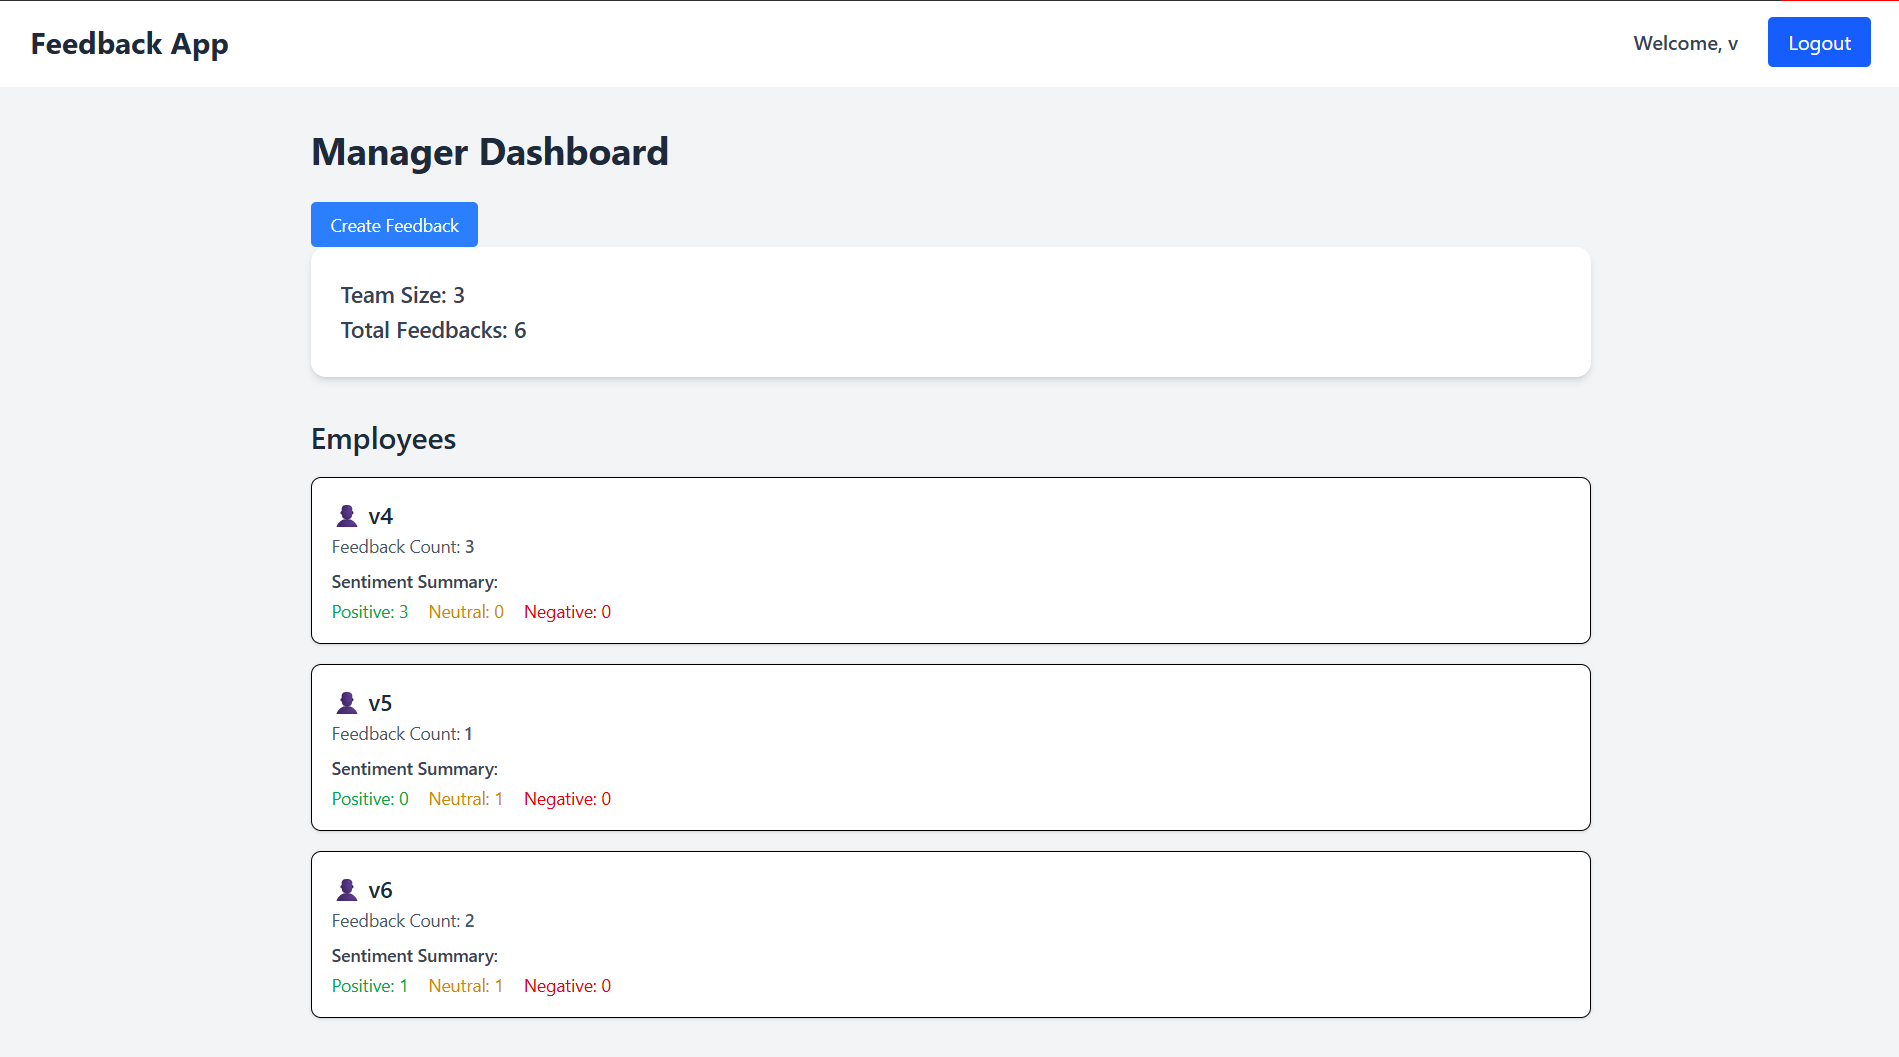 Feedback App
Welcome, v
Logout
Manager Dashboard
Create Feedback
Team Size: 3
Total Feedbacks: 6
Employees
v4
Feedback Count: 3
Sentiment Summary:
Positive: 3 Neutral: 0 Negative: 0
v5
Feedback Count: 1
Sentiment Summary:
Positive: 0 Neutral: 1 Negative: 0
v6
Feedback Count: 2
Sentiment Summary:
Positive: 1 Neutral: 1 Negative: 0